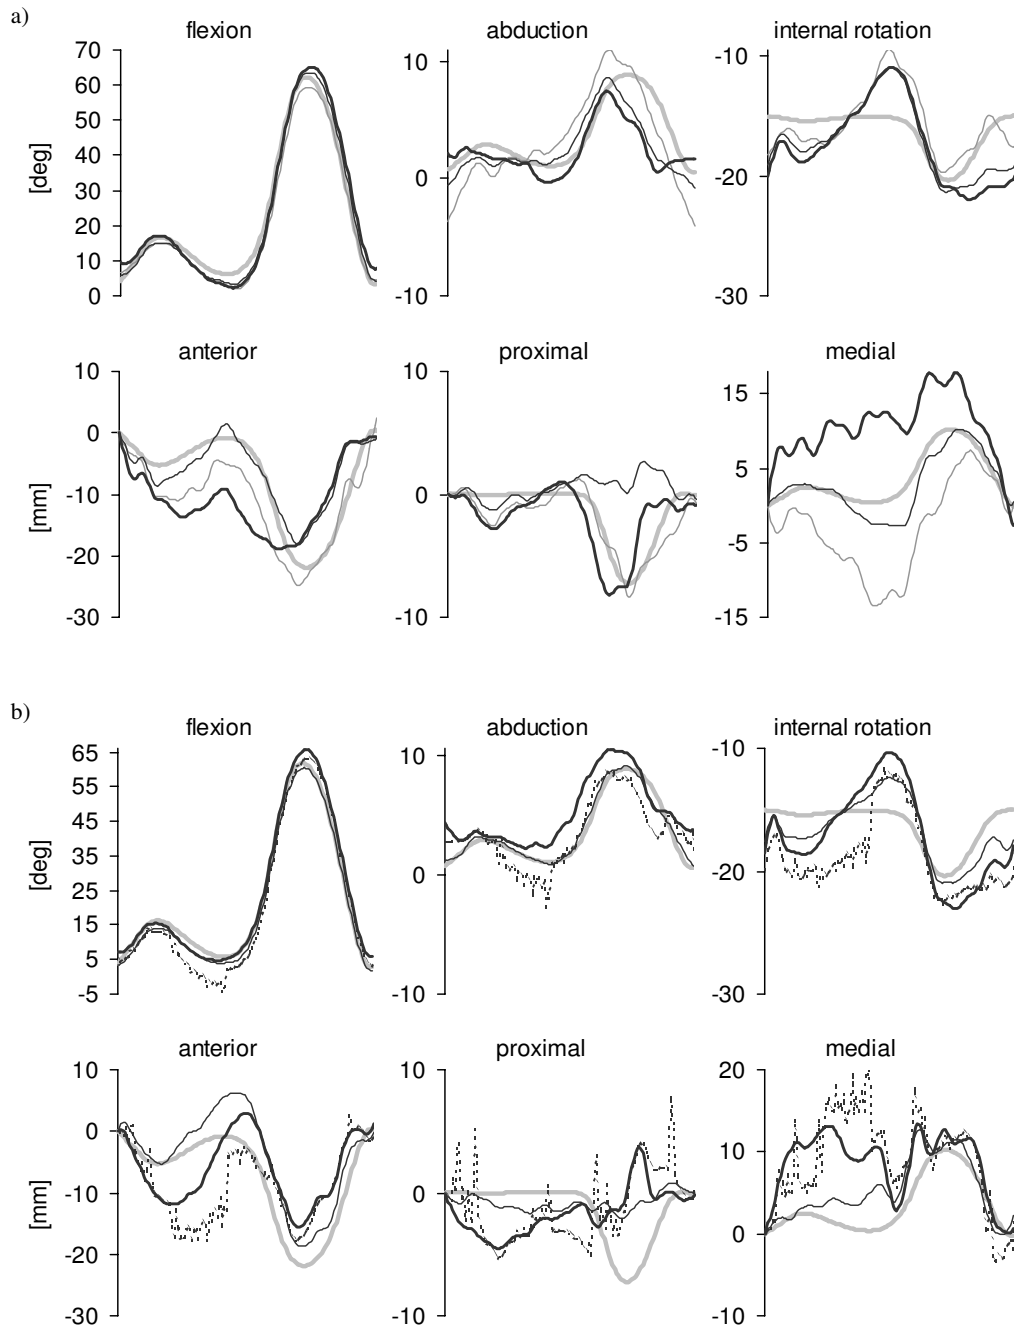 a)
flexion abduction internal rotation
70 10 -10
60
50
[deg] 40 0 -20
30
20
10
0 -10 -30
anterior proximal medial
10 10 15
0
5
[mm] -10 0
-5
-20
-30 -10 -15
b)
flexion abduction internal rotation
65 10 -10
55
45
[deg] 35 0 -20
25
15
5
-5 -10 -30
anterior proximal medial
10 10 20
0
10
[mm] -10 0
0
-20
-30 -10 -10